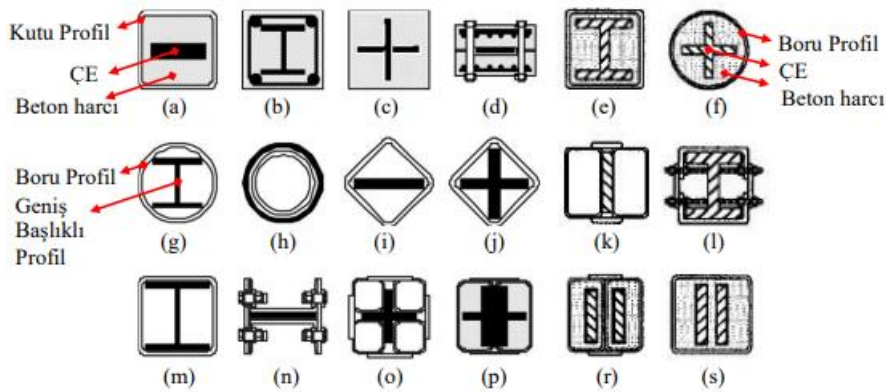 Kutu Profil
ÇE
Beton harcı
(a) (b) (c) (d) (e) (f)
Boru Profil
ÇE
Beton harcı
Boru Profil
Geniş
Başlıklı
Profil
(g) (h) (i) (j) (k) (l)
(m) (n) (o) (p) (r) (s)